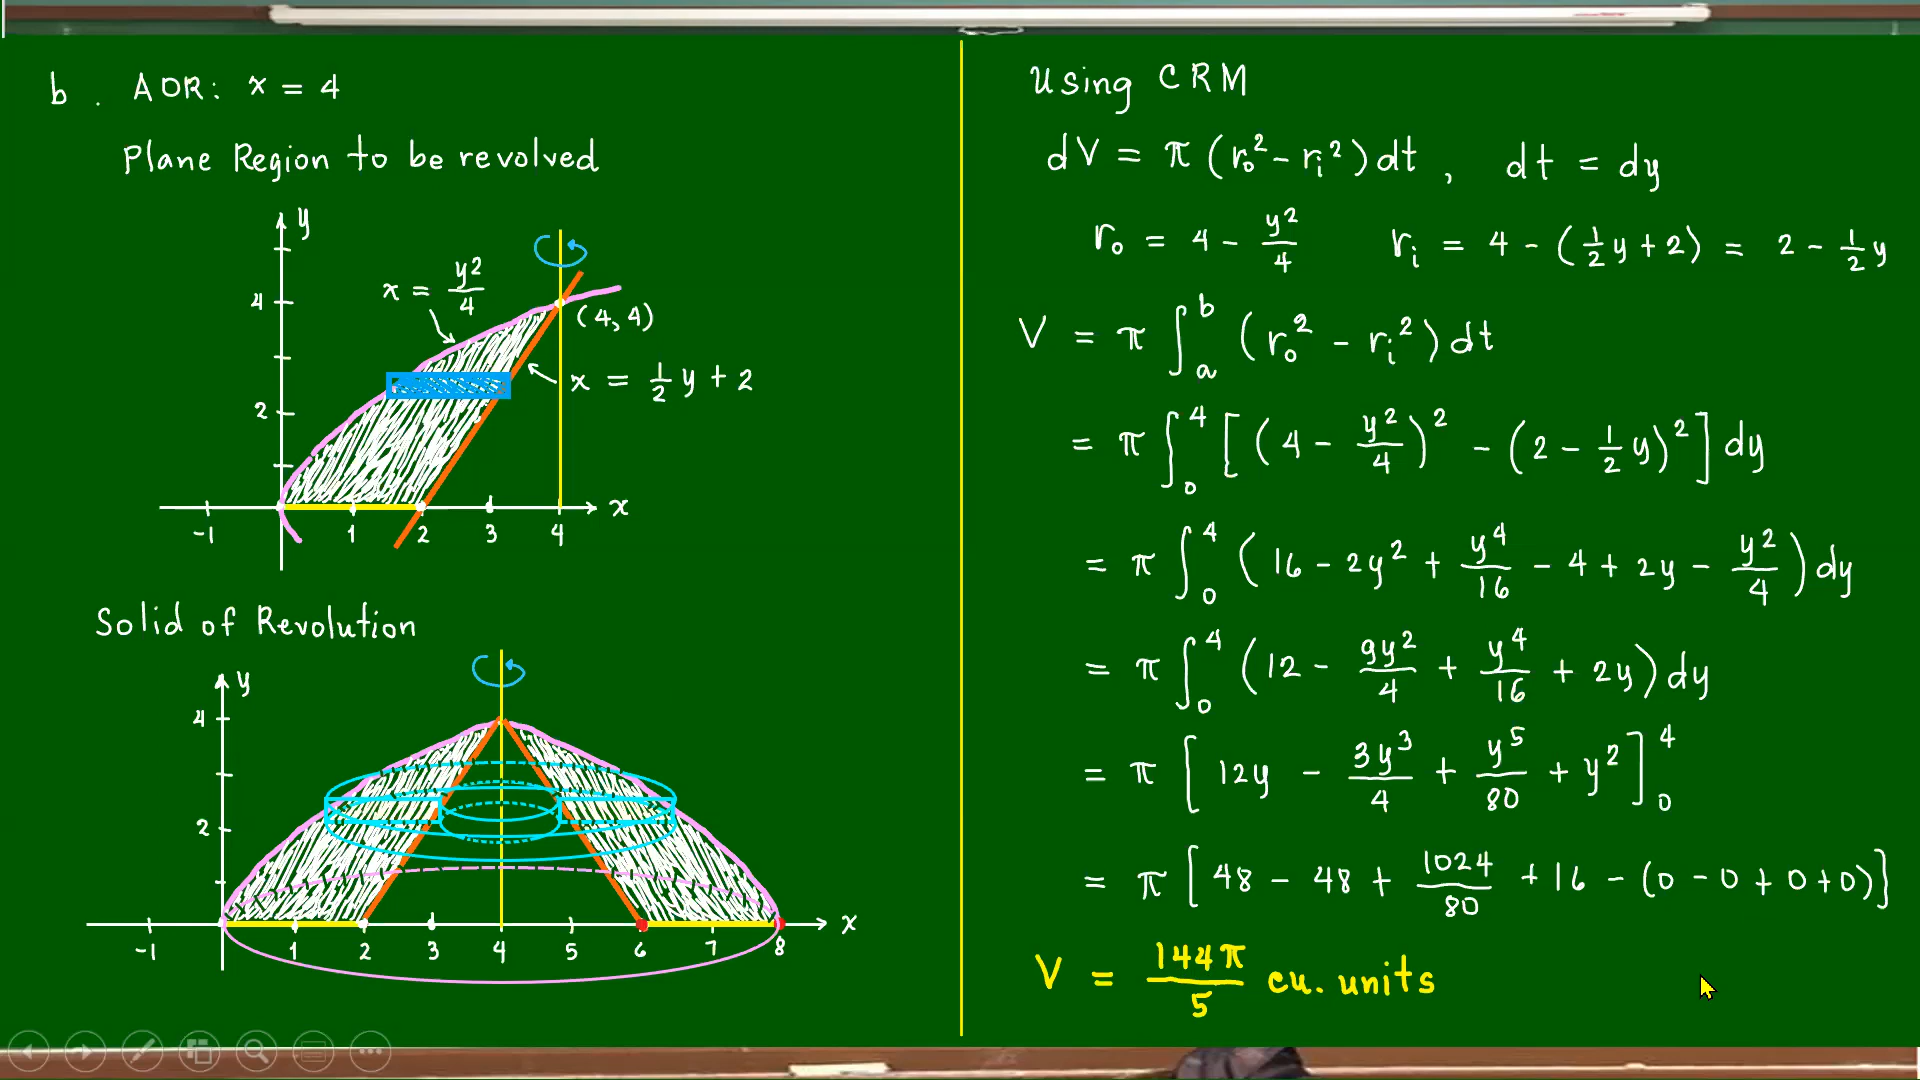 b . AOR: x = 4
Plane Region to be revolved
y
x = y²/4
4
(4, 4)
x = ½y + 2
2
x
-1 1 2 3 4
Solid of Revolution
y
4
2
x
-1 1 2 3 4 5 6 7 8
Using CRM
dV = π (r₀² - rᵢ²) dt , dt = dy
r₀ = 4 - y²/4 rᵢ = 4 - (½y + 2) = 2 - ½y
V = π ∫ₐᵇ (r₀² - rᵢ²) dt
= π ∫₀⁴ [(4 - y²/4)² - (2 - ½y)²] dy
= π ∫₀⁴ (16 - 2y² + y⁴/16 - 4 + 2y - y²/4) dy
= π ∫₀⁴ (12 - 9y²/4 + y⁴/16 + 2y) dy
= π [12y - 3y³/4 + y⁵/80 + y²]₀⁴
= π [48 - 48 + 1024/80 + 16 - (0 - 0 + 0 + 0)]
V = 144π/5 cu. units